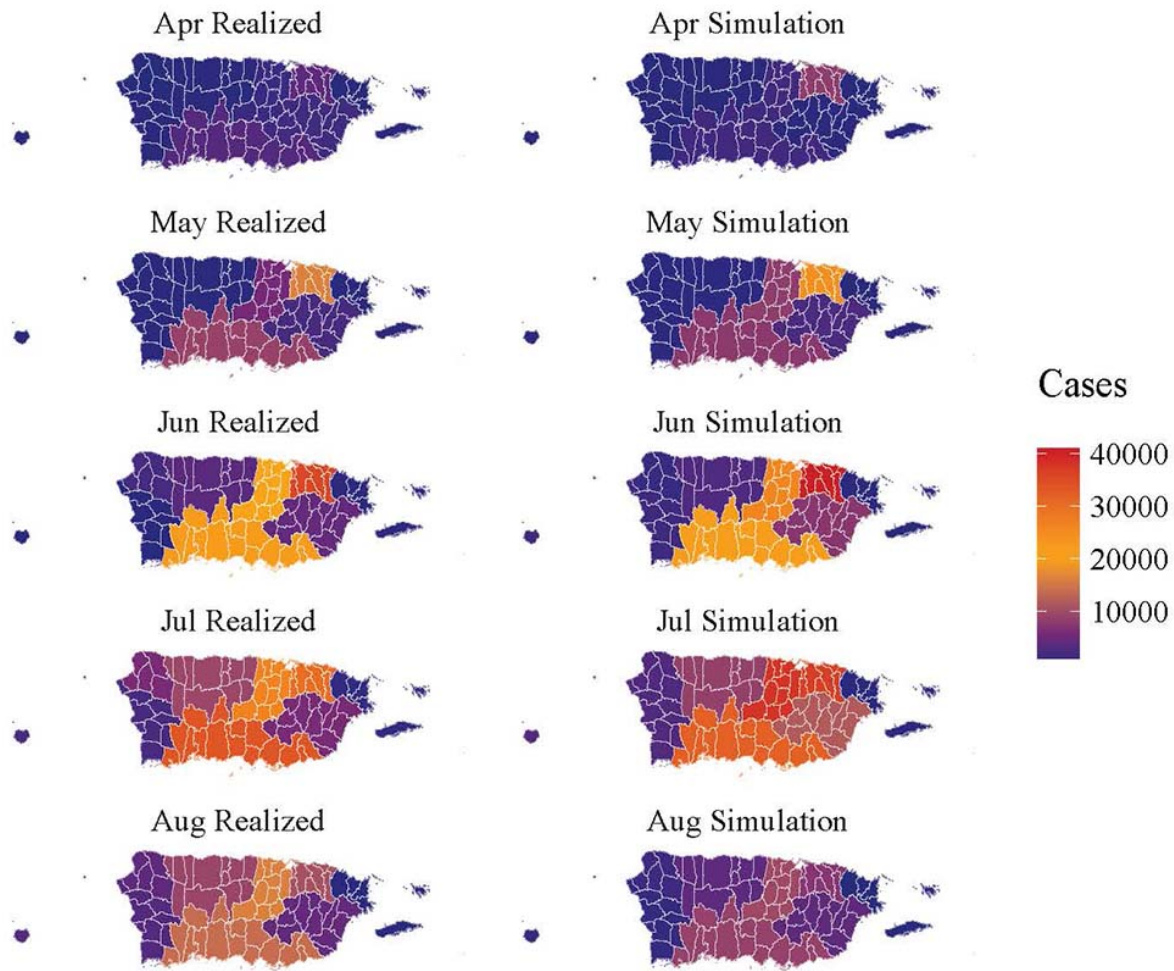 Apr Realized
Apr Simulation
May Realized
May Simulation
Jun Realized
Jun Simulation
Cases
40000
30000
20000
10000
Jul Realized
Jul Simulation
Aug Realized
Aug Simulation